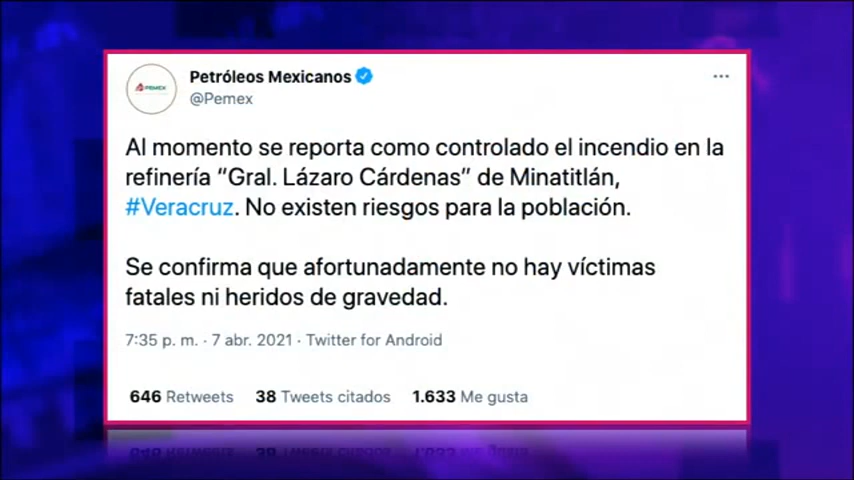 Petróleos Mexicanos
@Pemex
PEMEX
Al momento se reporta como controlado el incendio en la
refinería “Gral. Lázaro Cárdenas” de Minatitlán,
#Veracruz. No existen riesgos para la población.
Se confirma que afortunadamente no hay víctimas
fatales ni heridos de gravedad.
7:35 p. m. · 7 abr. 2021 · Twitter for Android
646 Retweets 38 Tweets citados 1.633 Me gusta